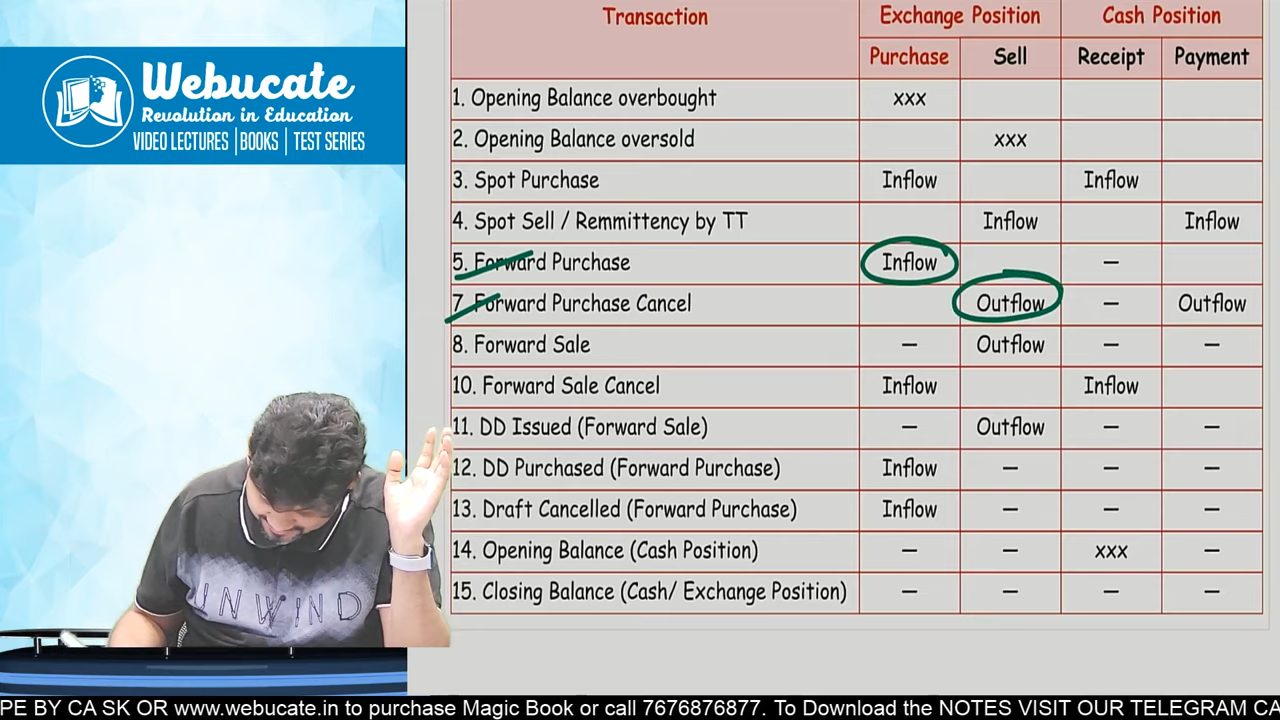 Webucate
Revolution in Education
VIDEO LECTURES | BOOKS | TEST SERIES
Transaction Exchange Position Cash Position
Purchase Sell Receipt Payment
1. Opening Balance overbought xxx
2. Opening Balance oversold xxx
3. Spot Purchase Inflow Inflow
4. Spot Sell / Remmittency by TT Inflow Inflow
5. Forward Purchase Inflow –
7 Forward Purchase Cancel Outflow – Outflow
8. Forward Sale – Outflow – –
10. Forward Sale Cancel Inflow Inflow
11. DD Issued (Forward Sale) – Outflow – –
12. DD Purchased (Forward Purchase) Inflow – – –
13. Draft Cancelled (Forward Purchase) Inflow – – –
14. Opening Balance (Cash Position) – – xxx –
15. Closing Balance (Cash/ Exchange Position) – – – –
UNWIND
PE BY CA SK OR www.webucate.in to purchase Magic Book or call 7676876877. To Download the NOTES VISIT OUR TELEGRAM CA